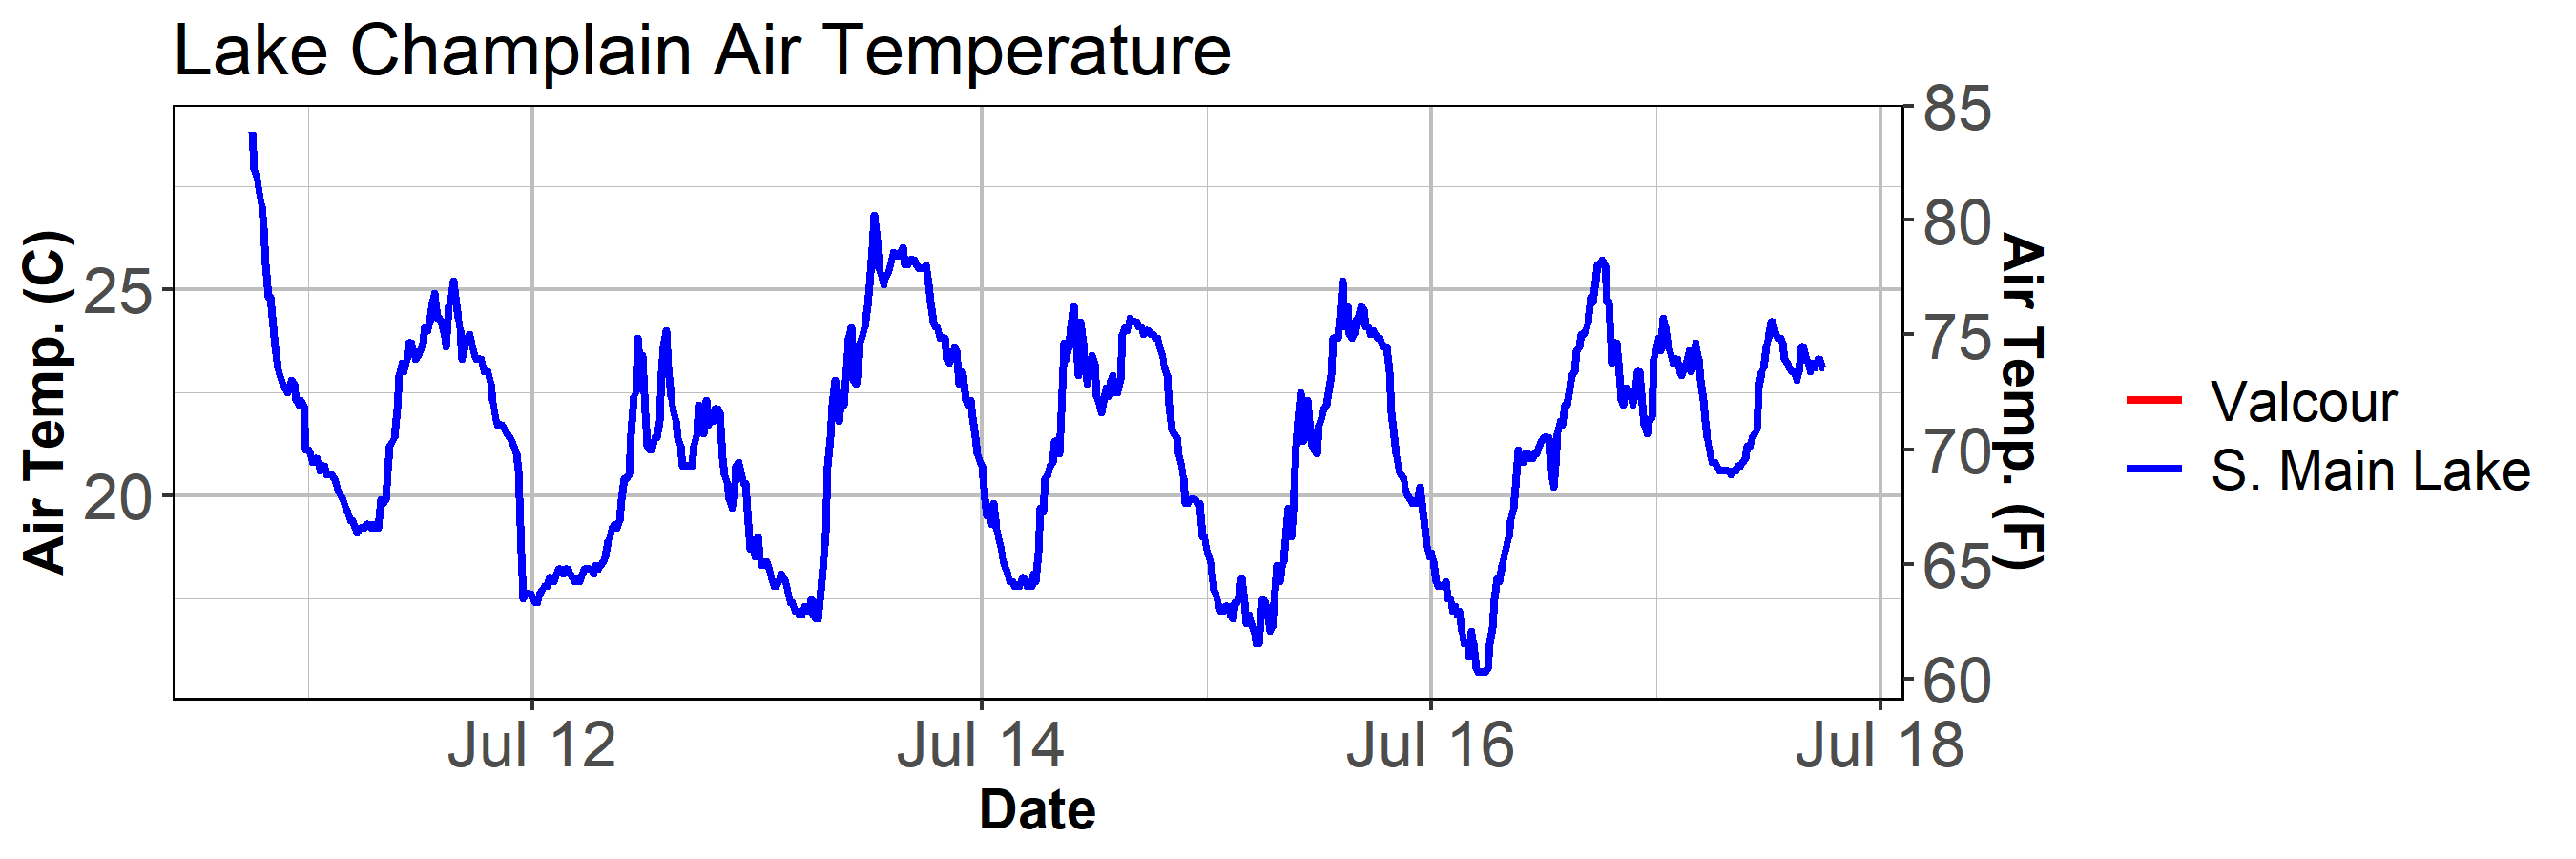 Lake Champlain Air Temperature
Air Temp. (C)
25
20
85
80
75
70
65
60
Air Temp. (F)
Jul 12
Jul 14
Jul 16
Jul 18
Date
Valcour
S. Main Lake